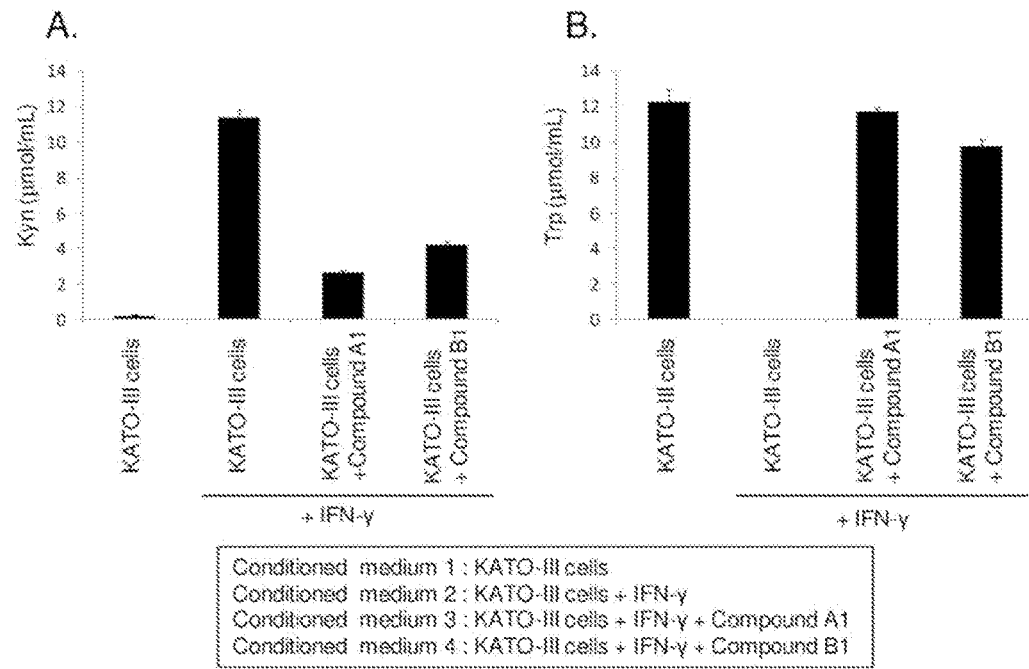 A.
Kyn (µmol/mL)
14
12
10
8
6
4
2
0
KATO-III cells
KATO-III cells
KATO-III cells
+Compound A1
KATO-III cells
+ Compound B1
+ IFN-γ
B.
Trp (µmol/mL)
14
12
10
8
6
4
2
0
KATO-III cells
KATO-III cells
KATO-III cells
+ Compound A1
KATO-III cells
+ Compound B1
+ IFN-γ
Conditioned medium 1 : KATO-III cells
Conditioned medium 2 : KATO-III cells + IFN-γ
Conditioned medium 3 : KATO-III cells + IFN-γ + Compound A1
Conditioned medium 4 : KATO-III cells + IFN-γ + Compound B1